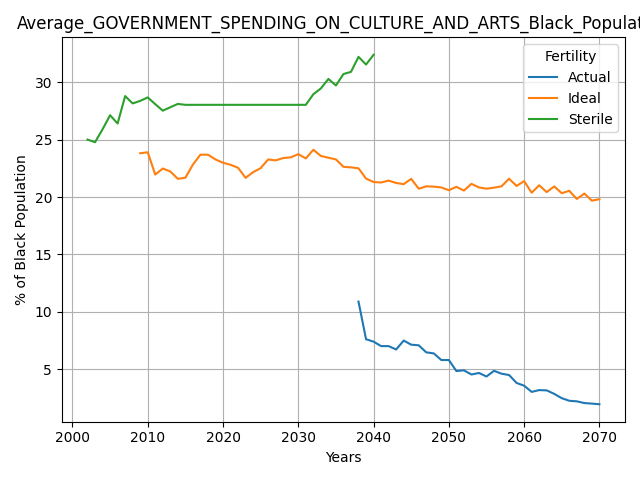 Average_GOVERNMENT_SPENDING_ON_CULTURE_AND_ARTS_Black_Populat
Fertility
Actual
Ideal
Sterile
% of Black Population
30
25
20
15
10
5
2000 2010 2020 2030 2040 2050 2060 2070
Years